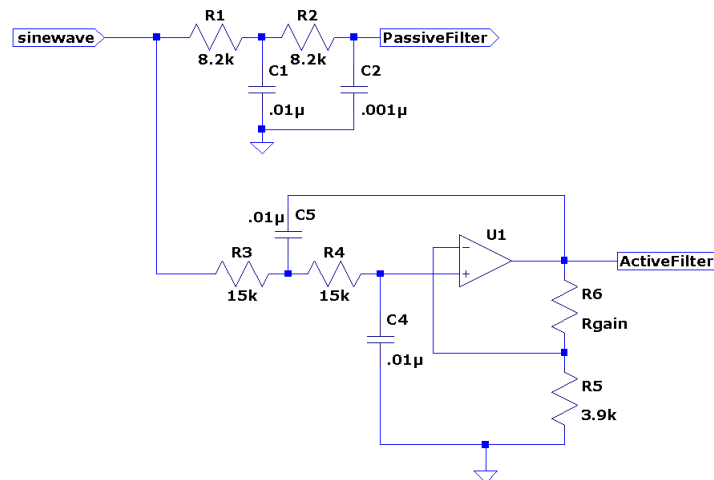 sinewave
R1
8.2k
R2
8.2k
PassiveFilter
C1
.01µ
C2
.001µ
.01µ
C5
R3
15k
R4
15k
U1
ActiveFilter
C4
.01µ
R6
Rgain
R5
3.9k